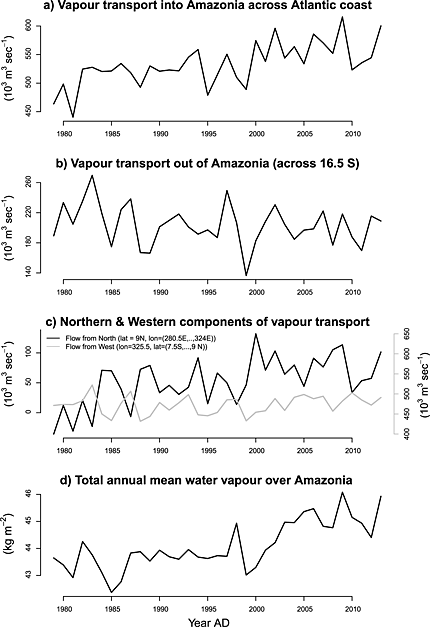 a) Vapour transport into Amazonia across Atlantic coast
(10³ m³ sec⁻¹)
600
550
500
450
1980 1985 1990 1995 2000 2005 2010
b) Vapour transport out of Amazonia (across 16.5 S)
(10³ m³ sec⁻¹)
260
220
180
140
1980 1985 1990 1995 2000 2005 2010
c) Northern & Western components of vapour transport
Flow from North (lat = 9N, lon=(280.5E,...,324E))
Flow from West (lon=325.5, lat=(7.5S,...,9 N))
(10³ m³ sec⁻¹)
100
50
0
650
600
550
500
450
400
(10³ m³ sec⁻¹)
1980 1985 1990 1995 2000 2005 2010
d) Total annual mean water vapour over Amazonia
(kg m⁻²)
46
45
44
43
1980 1985 1990 1995 2000 2005 2010
Year AD